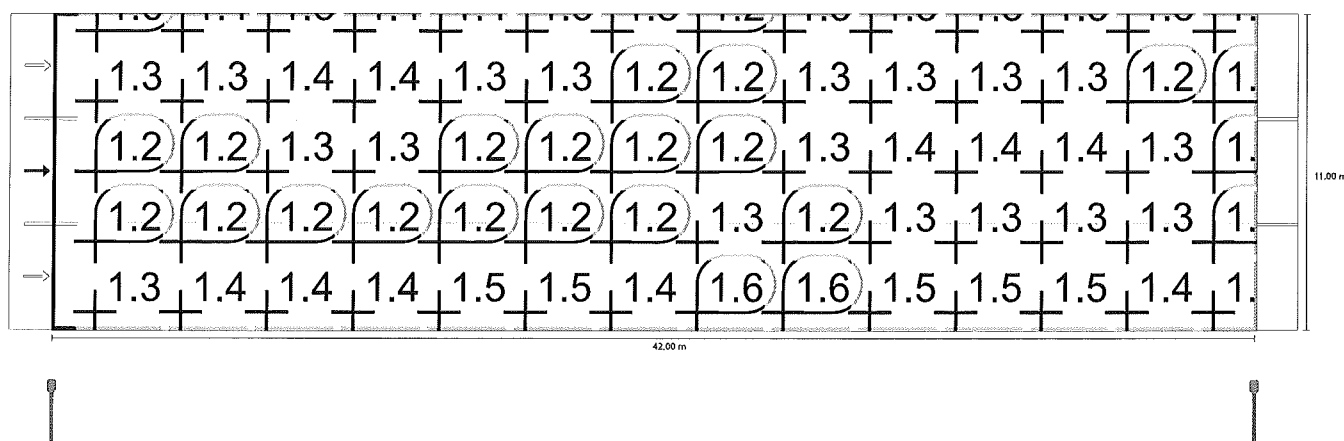 1.3 1.3 1.4 1.4 1.3 1.3 1.2 1.2 1.3 1.3 1.3 1.3 1.2 1.
1.2 1.2 1.3 1.3 1.2 1.2 1.2 1.2 1.3 1.4 1.4 1.4 1.3 1.
11.00 m
1.2 1.2 1.2 1.2 1.2 1.2 1.2 1.3 1.2 1.3 1.3 1.3 1.3 1.
1.3 1.4 1.4 1.4 1.5 1.5 1.4 1.6 1.6 1.5 1.5 1.5 1.4 1.
42.00 m